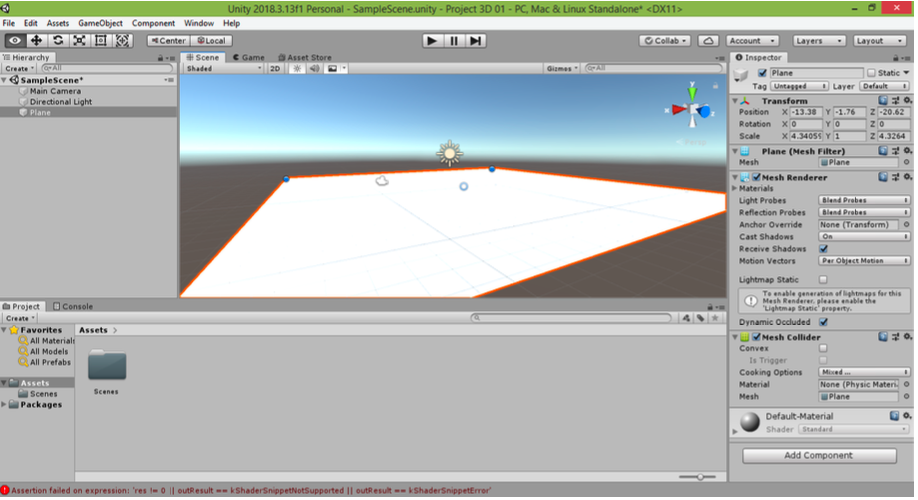 Unity 2018.3.13f1 Personal - SampleScene.unity - Project 3D 01 - PC, Mac & Linux Standalone* <DX11>
File Edit Assets GameObject Component Window Help
Center Local Collab Account Layers Layout
Hierarchy
Create All
SampleScene*
Main Camera
Directional Light
Plane
Scene Game Asset Store
Shaded 2D Gizmos All
y x z
Inspector
Plane Static
Tag Untagged Layer Default
Transform
Position X -13.38 Y -1.76 Z -20.62
Rotation X 0 Y 0 Z 0
Scale X 4.34059 Y 1 Z 4.3264
Plane (Mesh Filter)
Mesh Plane
Mesh Renderer
Materials
Light Probes Blend Probes
Reflection Probes Blend Probes
Anchor Override None (Transform)
Cast Shadows On
Receive Shadows
Motion Vectors Per Object Motion
Lightmap Static
To enable generation of lightmaps for this
Mesh Renderer, please enable the
'Lightmap Static' property.
Dynamic Occluded
Mesh Collider
Convex
Is Trigger
Cooking Options Mixed ...
Material None (Physic Materi
Mesh Plane
Default-Material
Shader Standard
Add Component
Project Console
Create
Favorites
All Materials
All Models
All Prefabs
Assets
Scenes
Packages
Assets
Scenes
Assertion failed on expression: 'res != 0 || outResult == kShaderSnippetNotSupported || outResult == kShaderSnippetError'